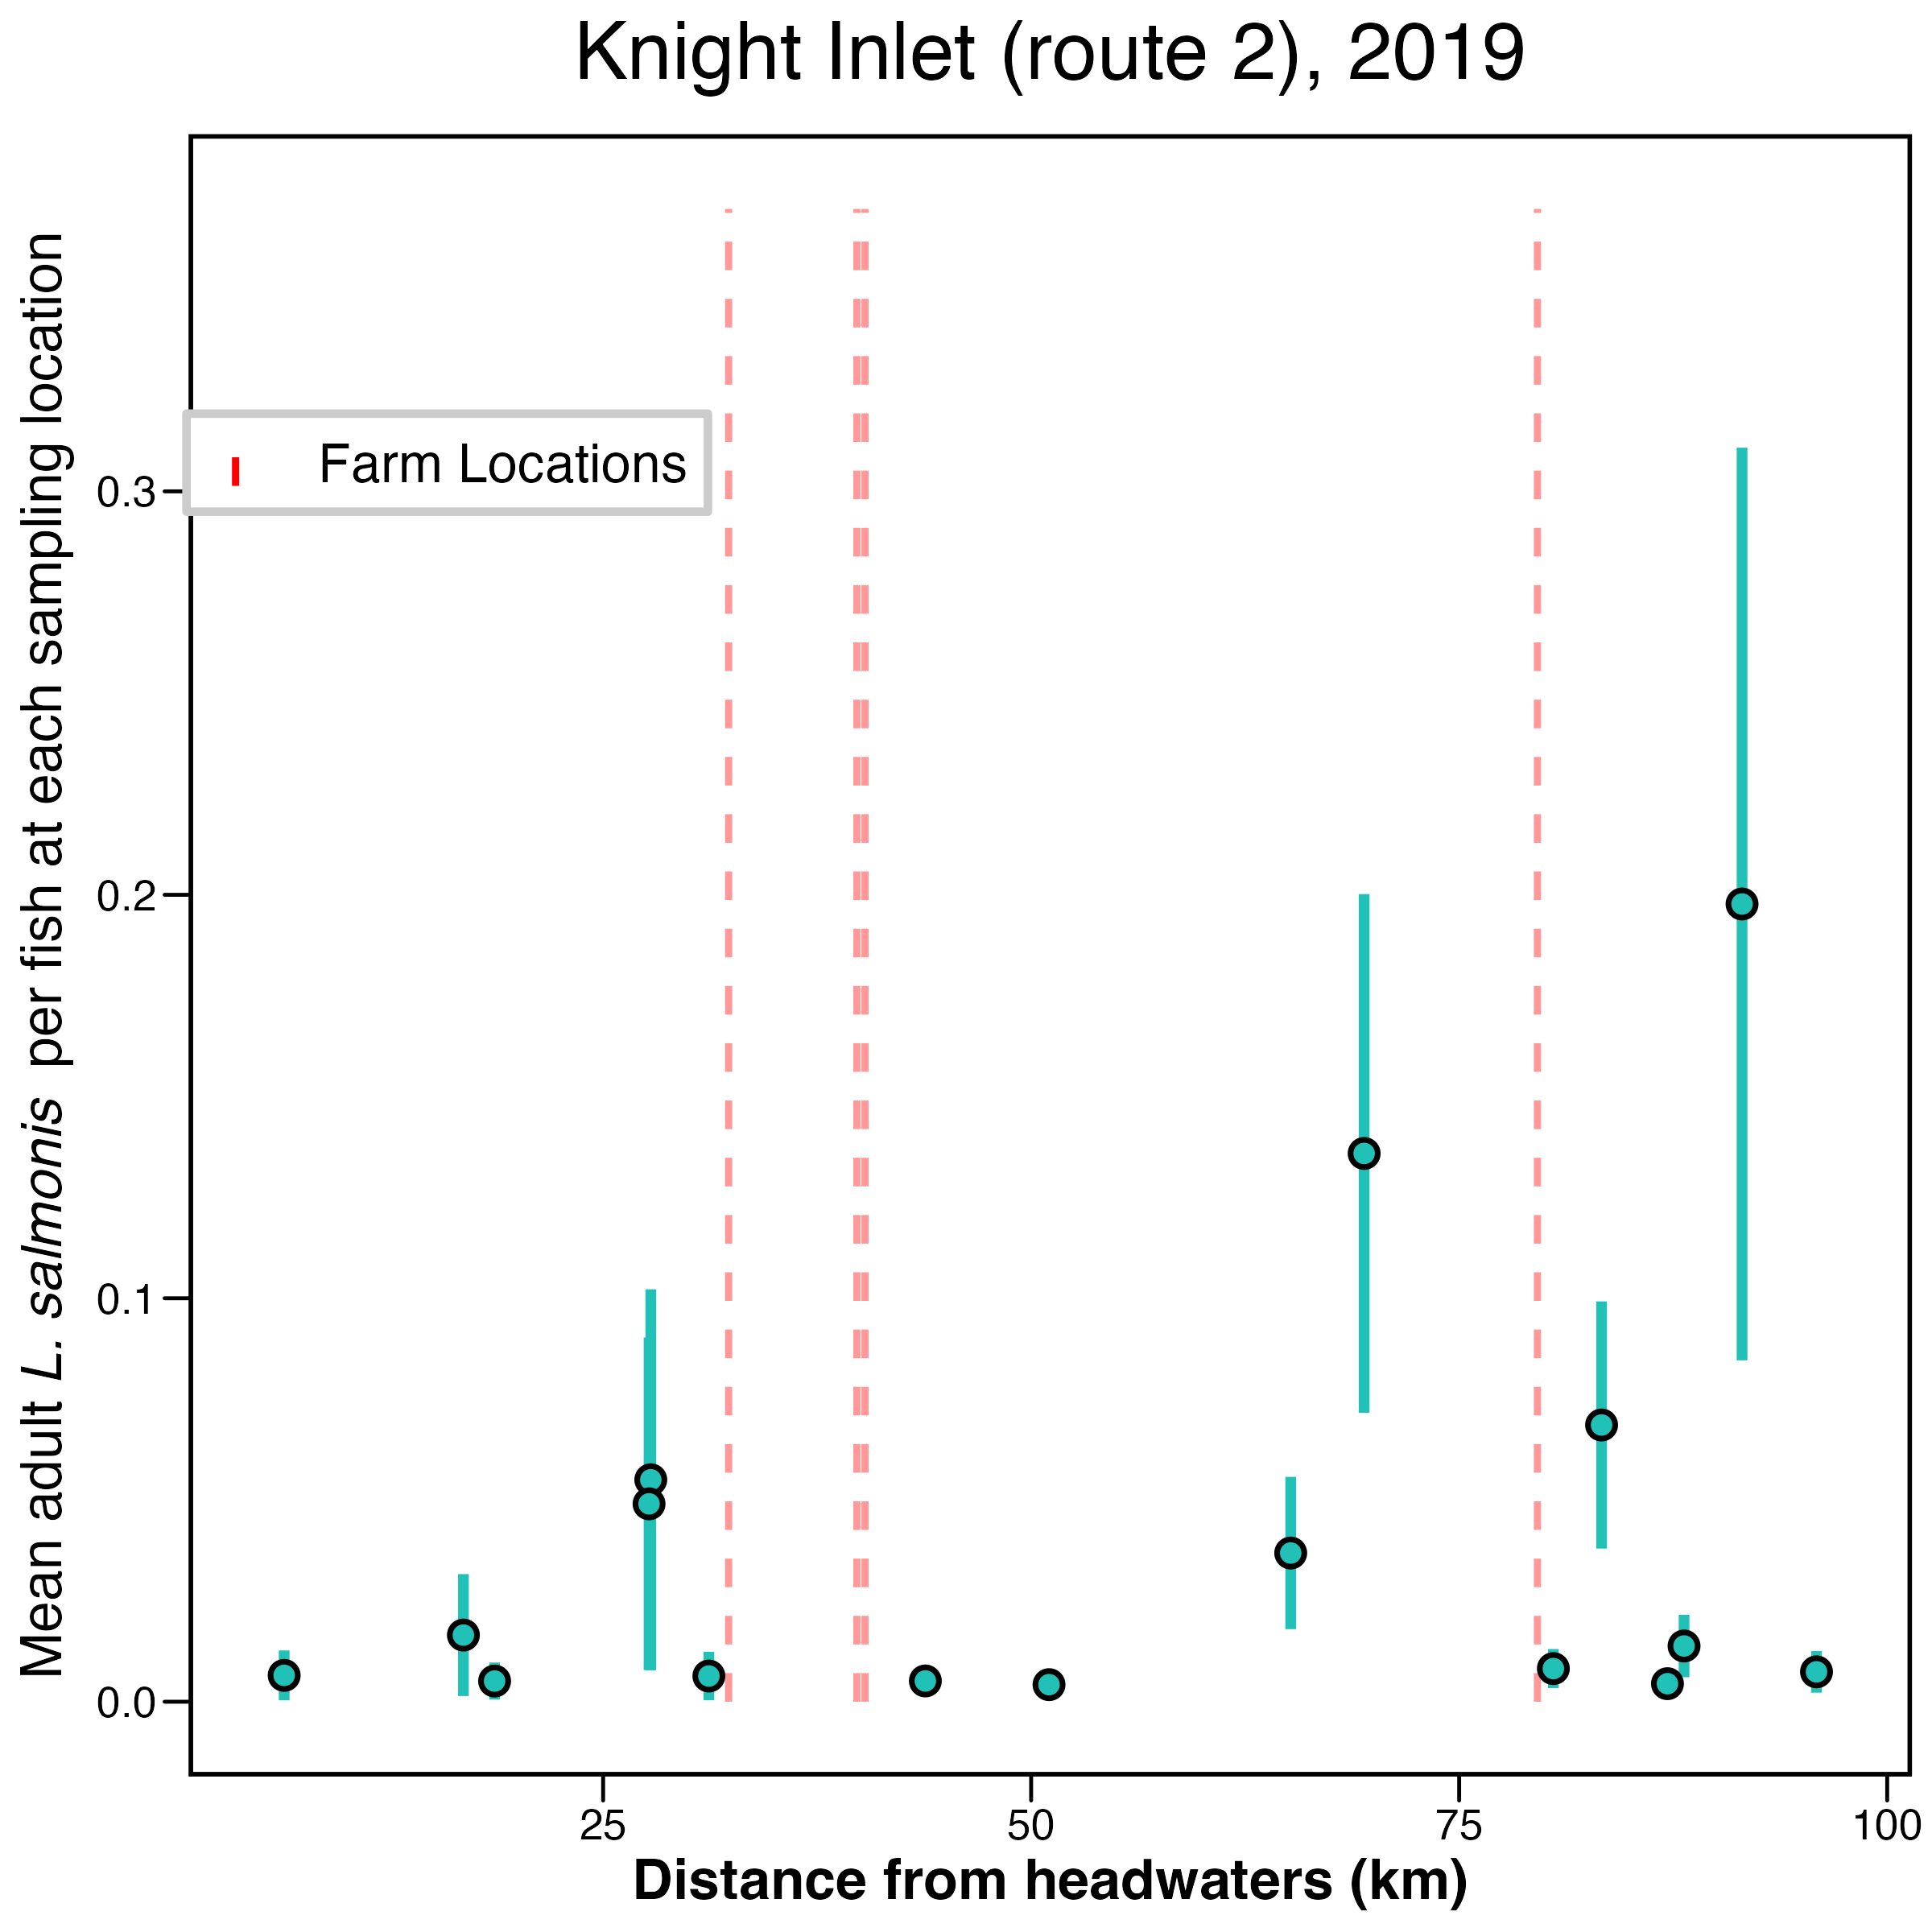 Knight Inlet (route 2), 2019
Mean adult L. salmonis per fish at each sampling location
Farm Locations
0.3
0.2
0.1
0.0
25 50 75 100
Distance from headwaters (km)